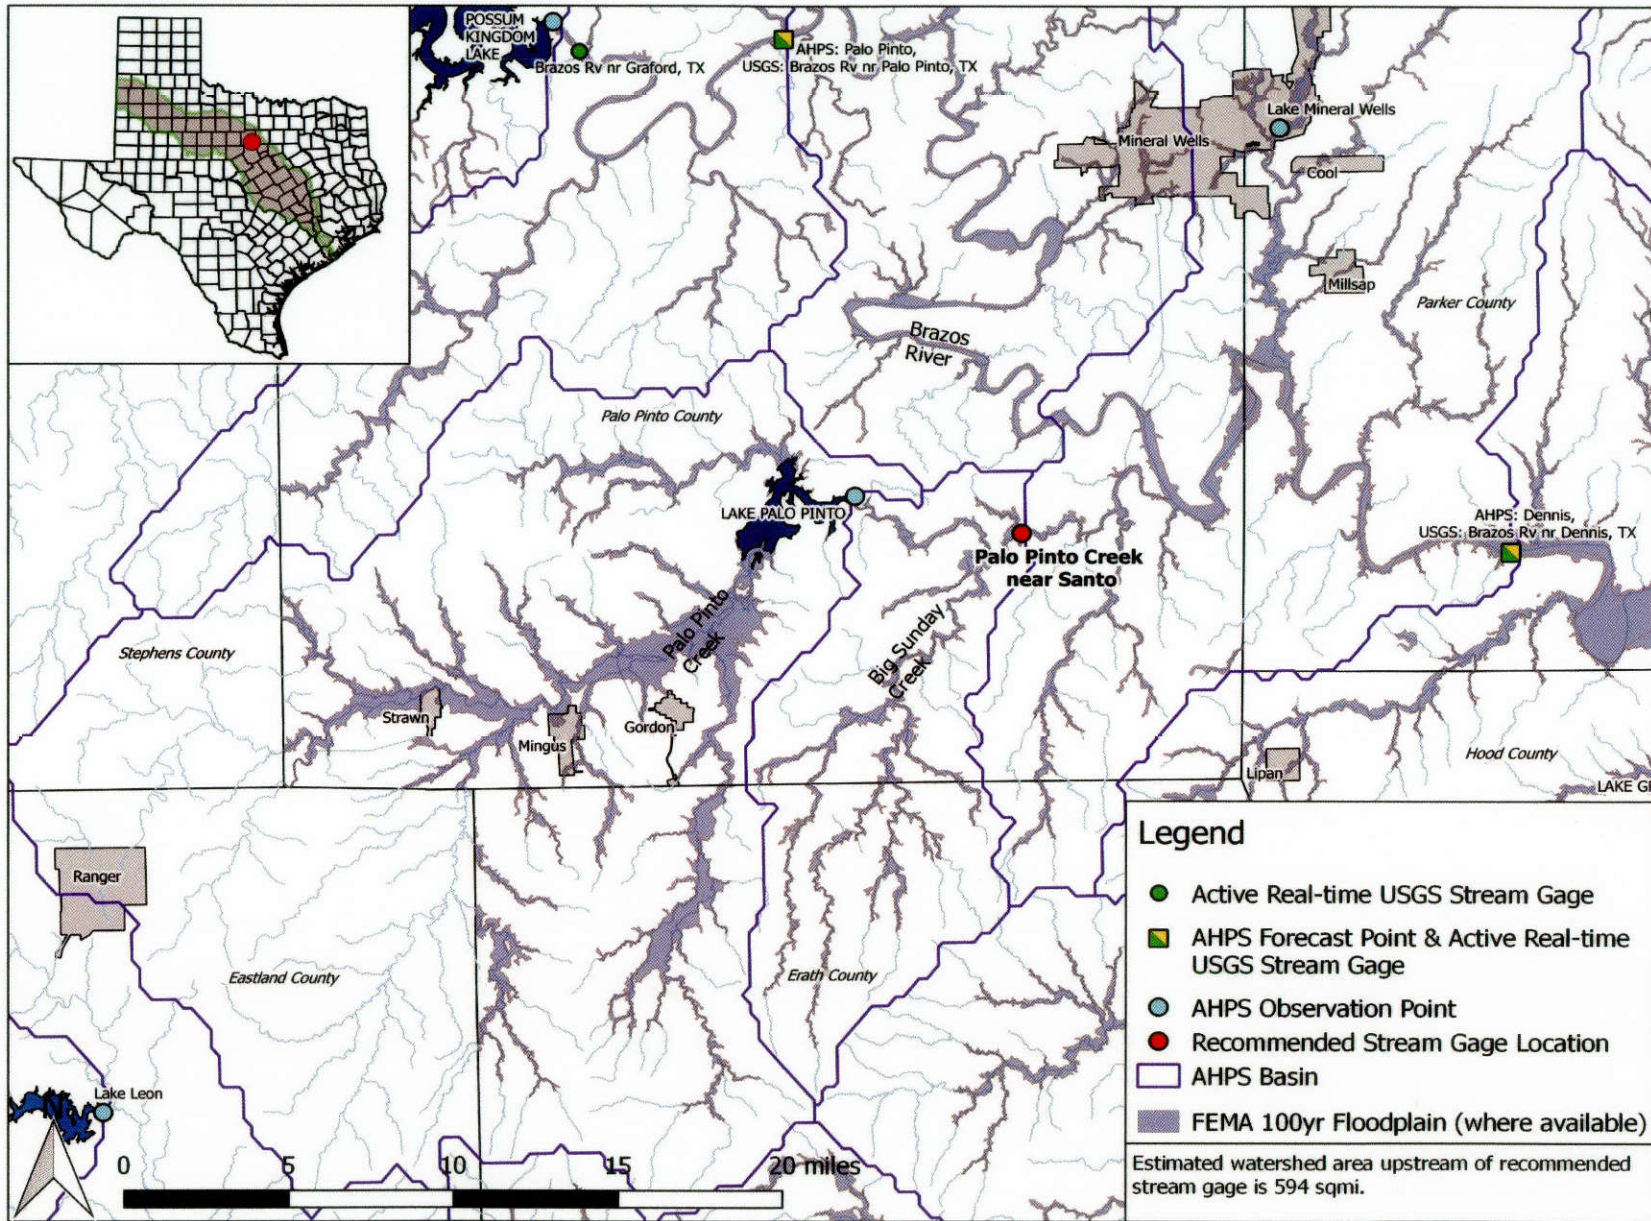 POSSUM
KINGDOM
LAKE
Brazos Rv nr Graford, TX
AHPS: Palo Pinto,
USGS: Brazos Rv nr Palo Pinto, TX
Lake Mineral Wells
Mineral Wells
Cool
Millsap
Parker County
Brazos
River
Palo Pinto County
LAKE PALO PINTO
Palo Pinto Creek
near Santo
AHPS: Dennis,
USGS: Brazos Rv nr Dennis, TX
Palo Pinto
Creek
Big Sunday
Creek
Stephens County
Strawn
Mingus
Gordon
Hood County
Lipan
LAKE G
Ranger
Eastland County
Erath County
Lake Leon
N
0 5 10 15 20 miles
Legend
Active Real-time USGS Stream Gage
AHPS Forecast Point & Active Real-time
USGS Stream Gage
AHPS Observation Point
Recommended Stream Gage Location
AHPS Basin
FEMA 100yr Floodplain (where available)
Estimated watershed area upstream of recommended
stream gage is 594 sqmi.